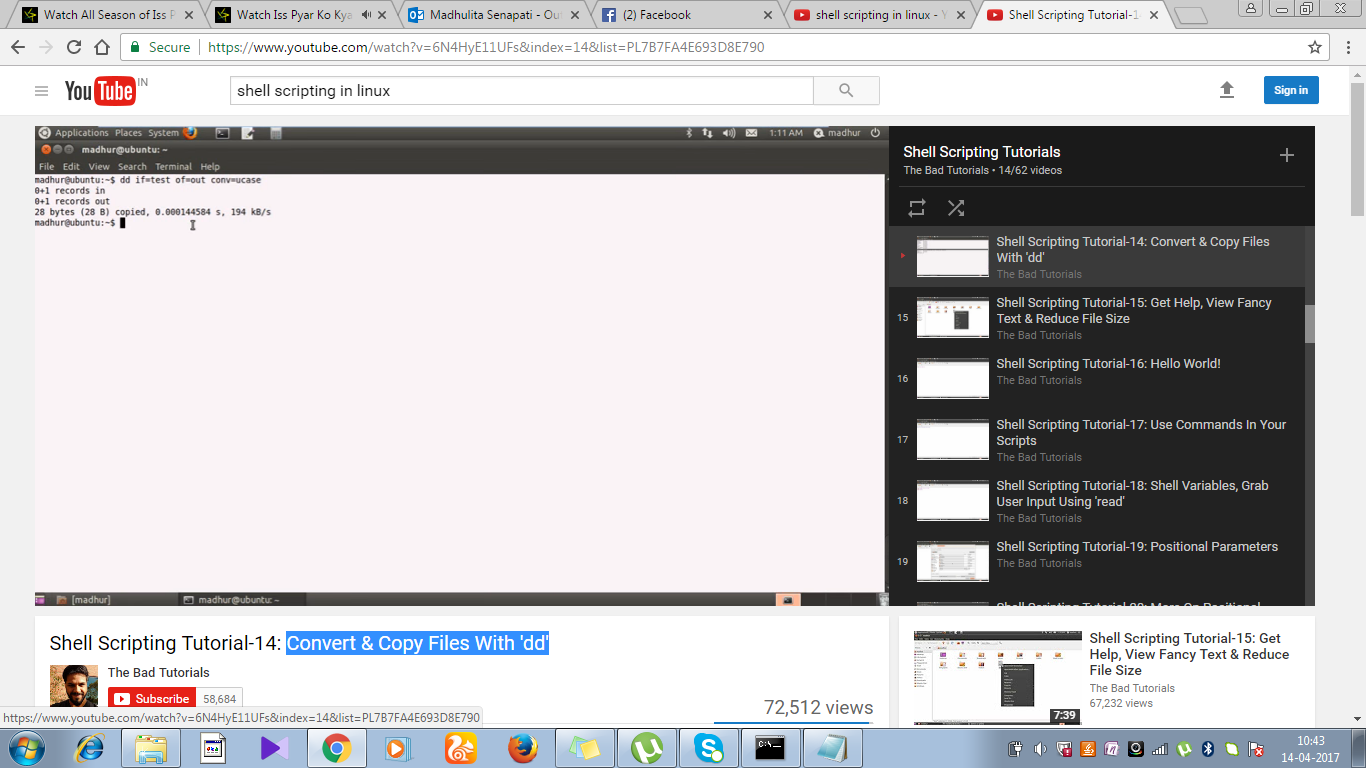 Watch All Season of Iss P
Watch Iss Pyar Ko Kya
Madhulita Senapati - Out
(2) Facebook
shell scripting in linux - Y
Shell Scripting Tutorial-1
Secure
https://www.youtube.com/watch?v=6N4HyE11UFs&index=14&list=PL7B7FA4E693D8E790
YouTube IN
shell scripting in linux
Sign in
Applications Places System
1:11 AM madhur
madhur@ubuntu: ~
File Edit View Search Terminal Help
madhur@ubuntu:~$ dd if=test of=out conv=ucase
0+1 records in
0+1 records out
28 bytes (28 B) copied, 0.000144584 s, 194 kB/s
madhur@ubuntu:~$
[madhur]
madhur@ubuntu: ~
Shell Scripting Tutorials
The Bad Tutorials • 14/62 videos
Shell Scripting Tutorial-14: Convert & Copy Files
With 'dd'
The Bad Tutorials
15
Shell Scripting Tutorial-15: Get Help, View Fancy
Text & Reduce File Size
The Bad Tutorials
16
Shell Scripting Tutorial-16: Hello World!
The Bad Tutorials
17
Shell Scripting Tutorial-17: Use Commands In Your
Scripts
The Bad Tutorials
18
Shell Scripting Tutorial-18: Shell Variables, Grab
User Input Using 'read'
The Bad Tutorials
19
Shell Scripting Tutorial-19: Positional Parameters
The Bad Tutorials
Shell Scripting Tutorial-20: More On Positional
Shell Scripting Tutorial-14: Convert & Copy Files With 'dd'
The Bad Tutorials
Subscribe 58,684
72,512 views
Shell Scripting Tutorial-15: Get
Help, View Fancy Text & Reduce
File Size
The Bad Tutorials
67,232 views
7:39
https://www.youtube.com/watch?v=6N4HyE11UFs&index=14&list=PL7B7FA4E693D8E790
10:43
14-04-2017